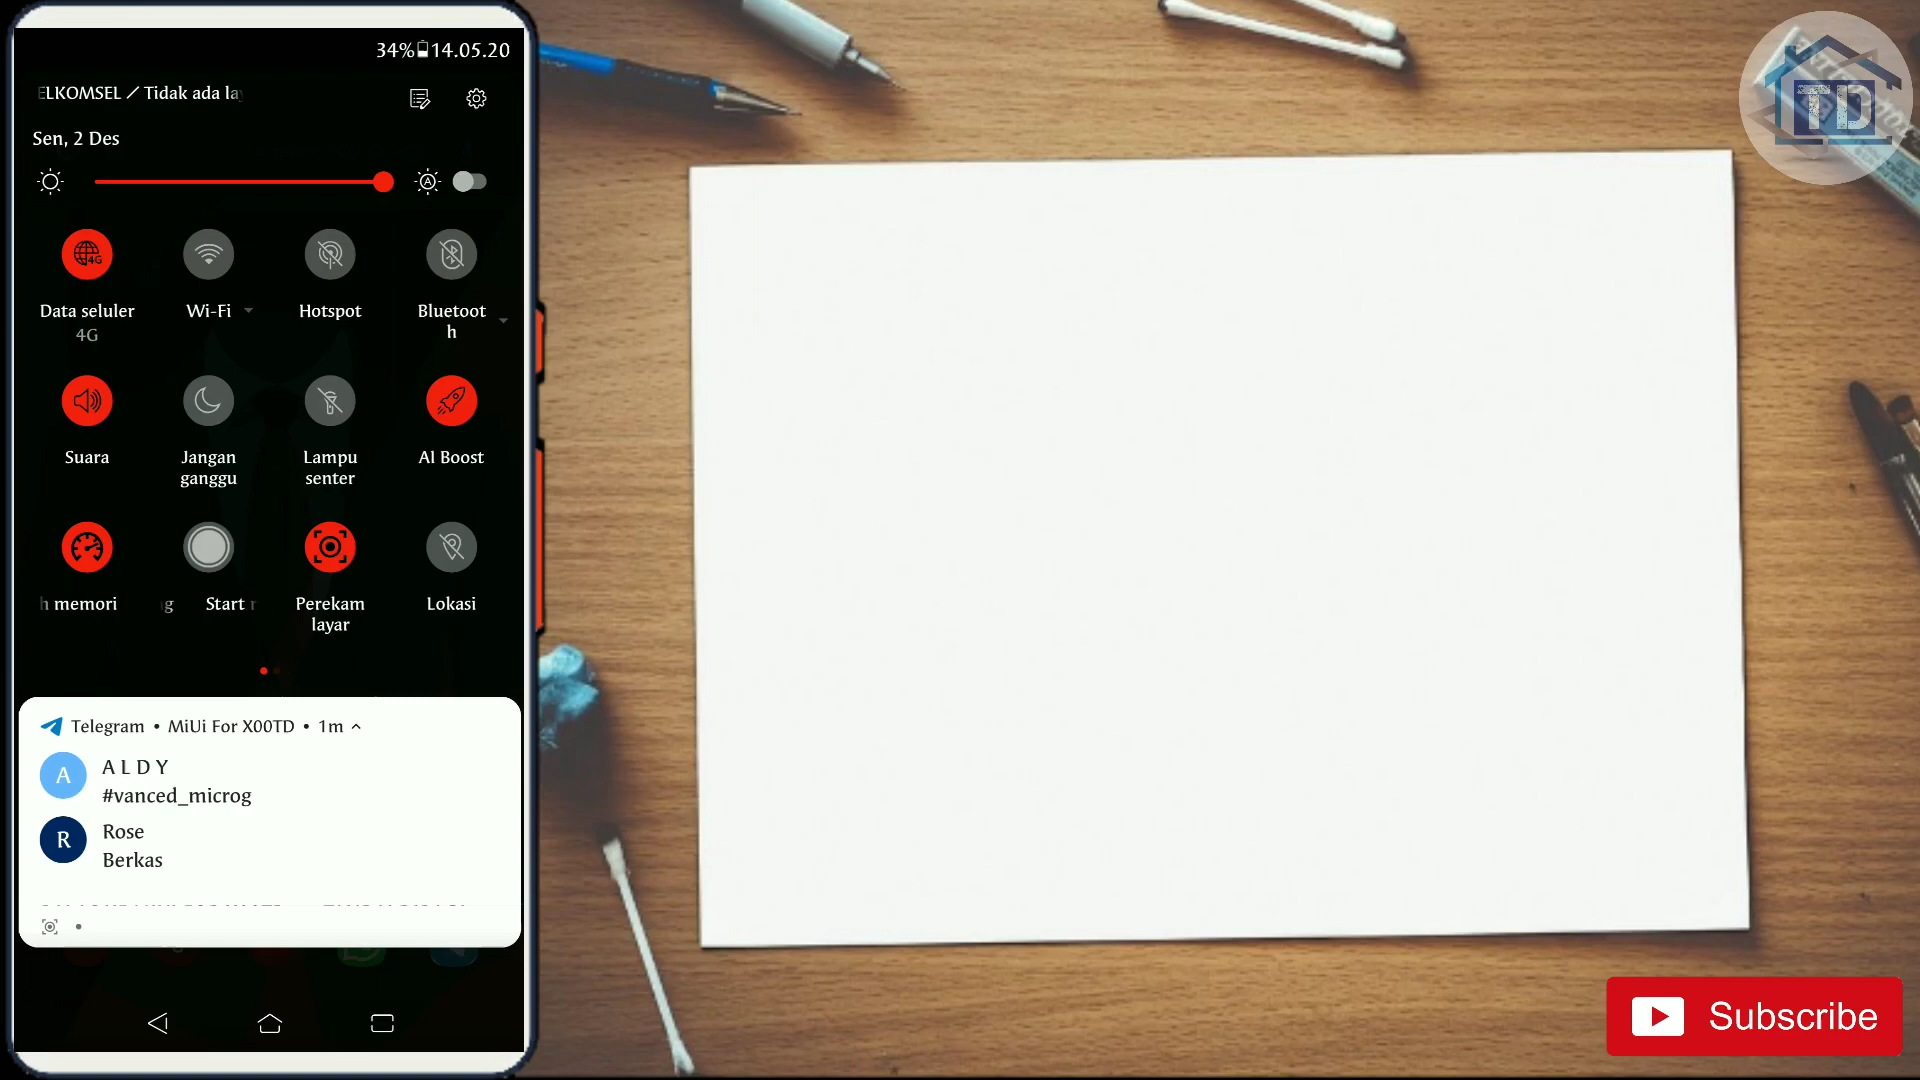 34% 14.05.20
ELKOMSEL / Tidak ada la
Sen, 2 Des
Data seluler
4G
Wi-Fi
Hotspot
Bluetoot
h
Suara
Jangan
ganggu
Lampu
senter
AI Boost
h memori
g Start
Perekam
layar
Lokasi
Telegram • MiUi For X00TD • 1m
A
A L D Y
#vanced_microg
R
Rose
Berkas
TD
Subscribe